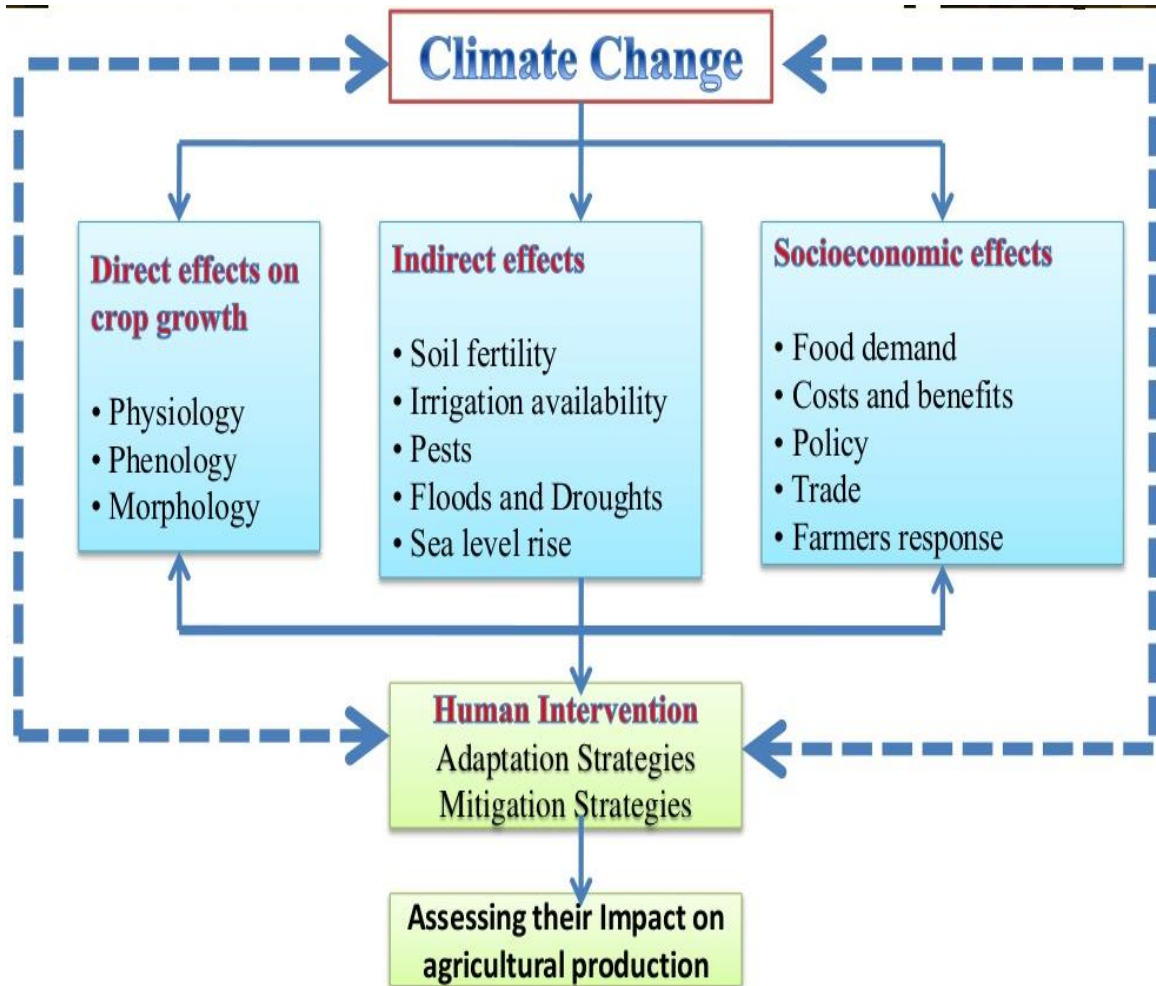 Climate Change
Direct effects on
crop growth
• Physiology
• Phenology
• Morphology
Indirect effects
• Soil fertility
• Irrigation availability
• Pests
• Floods and Droughts
• Sea level rise
Socioeconomic effects
• Food demand
• Costs and benefits
• Policy
• Trade
• Farmers response
Human Intervention
Adaptation Strategies
Mitigation Strategies
Assessing their Impact on
agricultural production